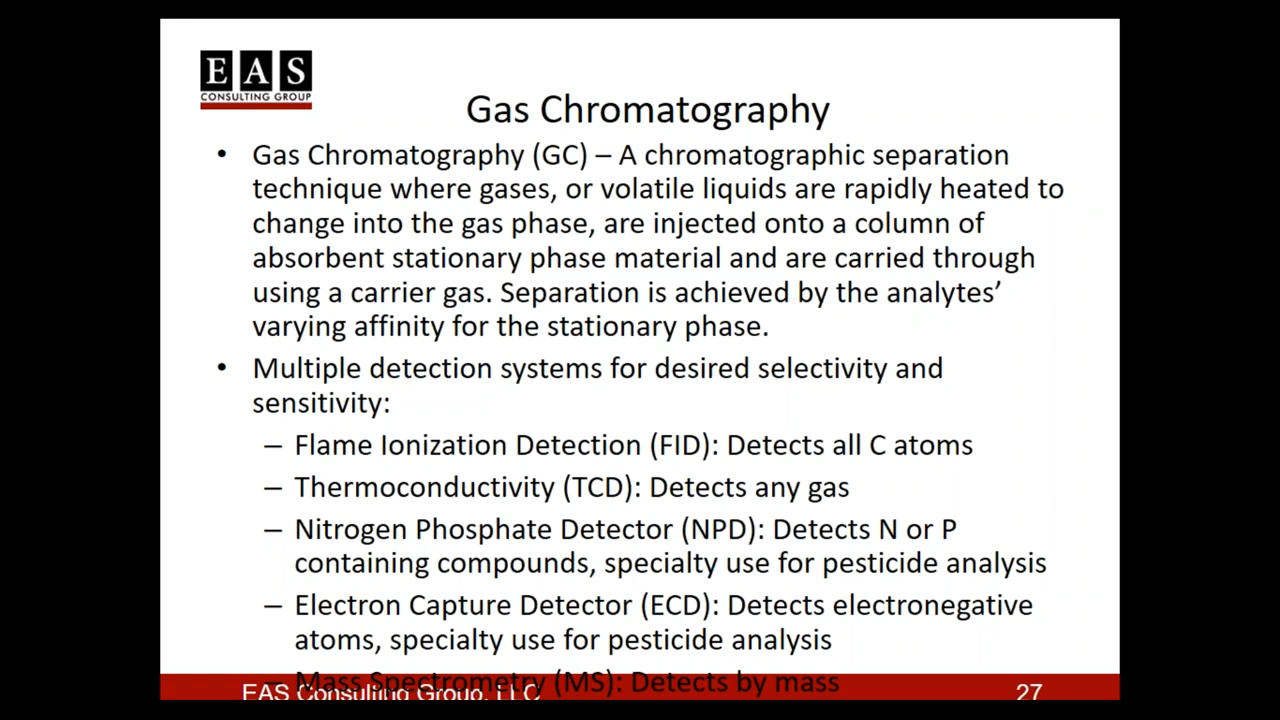 EAS
CONSULTING GROUP
Gas Chromatography
• Gas Chromatography (GC) – A chromatographic separation
technique where gases, or volatile liquids are rapidly heated to
change into the gas phase, are injected onto a column of
absorbent stationary phase material and are carried through
using a carrier gas. Separation is achieved by the analytes’
varying affinity for the stationary phase.
• Multiple detection systems for desired selectivity and
sensitivity:
– Flame Ionization Detection (FID): Detects all C atoms
– Thermoconductivity (TCD): Detects any gas
– Nitrogen Phosphate Detector (NPD): Detects N or P
containing compounds, specialty use for pesticide analysis
– Electron Capture Detector (ECD): Detects electronegative
atoms, specialty use for pesticide analysis
– Mass Spectrometry (MS): Detects by mass
EAS Consulting Group, LLC
27